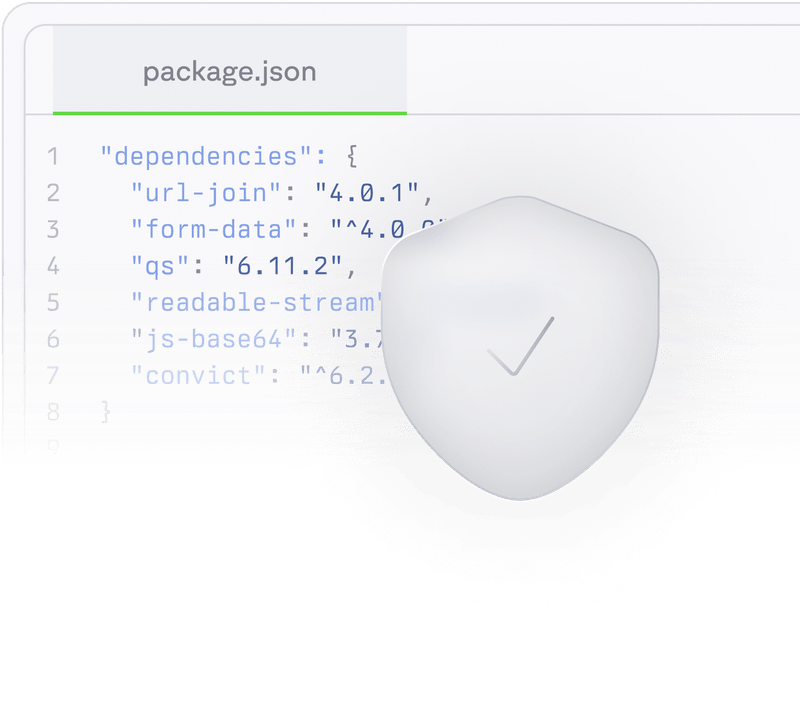 package.json
1 "dependencies": {
2 "url-join": "4.0.1",
3 "form-data": "^4.0
4 "qs": "6.11.2",
5 "readable-stream"
6 "js-base64": "3.7
7 "convict": "^6.2.
8 }
9